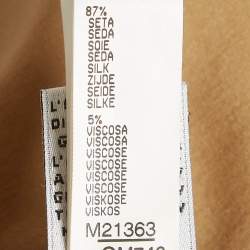 87%
SETA
SEDA
SOIE
SEDA
SILK
ZIJDE
SEIDE
SILKE
5%
VISCOSA
VISCOSA
VISCOSE
VISCOSE
VISCOSE
VISCOSE
VISCOSE
VISKOSE
VISKOS
M21363